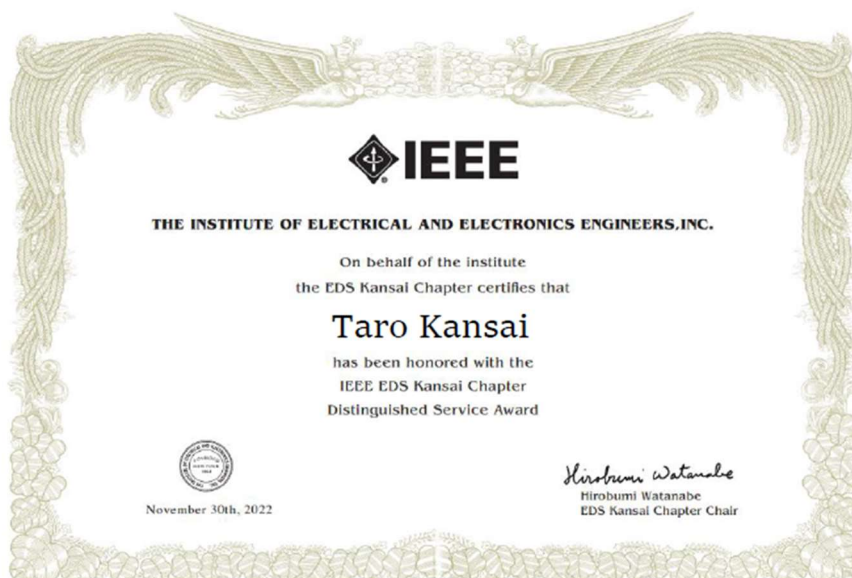 IEEE
THE INSTITUTE OF ELECTRICAL AND ELECTRONICS ENGINEERS,INC.
On behalf of the institute
the EDS Kansai Chapter certifies that
Taro Kansai
has been honored with the
IEEE EDS Kansai Chapter
Distinguished Service Award
November 30th, 2022
Hirobumi Watanabe
Hirobumi Watanabe
EDS Kansai Chapter Chair